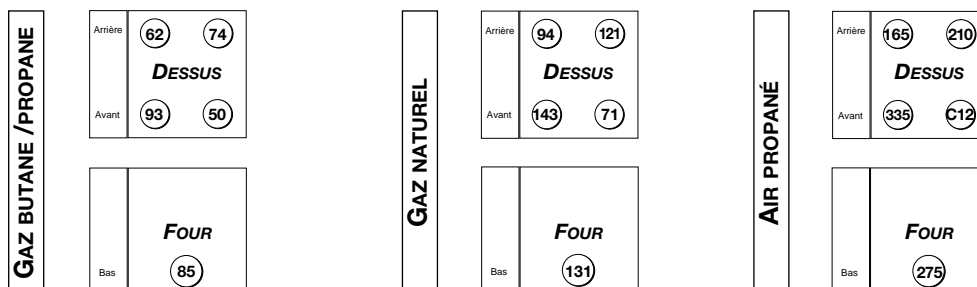 GAZ BUTANE /PROPANE
Arrière 62 74
DESSUS
Avant 93 50
FOUR
Bas 85
GAZ NATUREL
Arrière 94 121
DESSUS
Avant 143 71
FOUR
Bas 131
AIR PROPANÉ
Arrière 165 210
DESSUS
Avant 335 C12
FOUR
Bas 275